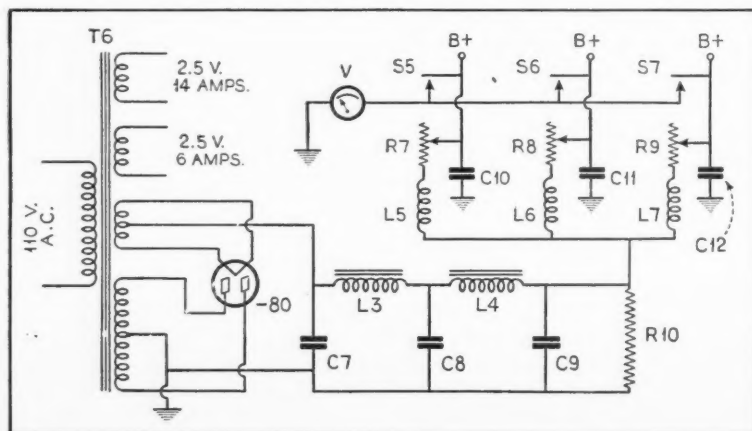 T6
2.5 V.
14 AMPS.
2.5 V.
6 AMPS.
110 V.
A.C.
-80
V
B+
B+
B+
S5
S6
S7
R7
R8
R9
C10
C11
C12
L5
L6
L7
L3
L4
C7
C8
C9
R10